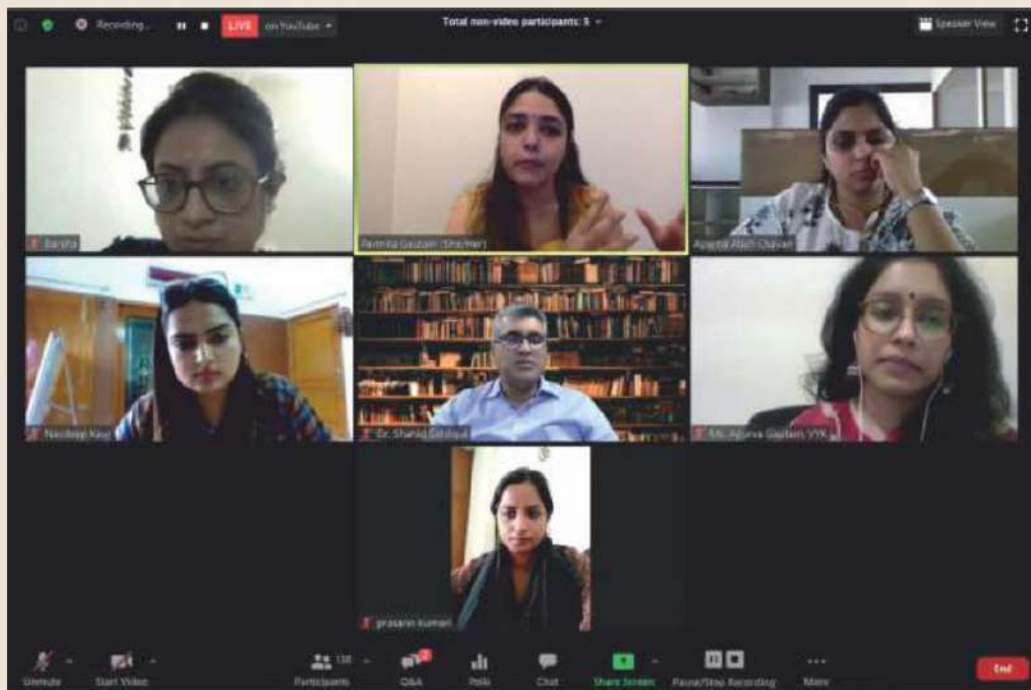 Recording...
LIVE on YouTube
Total non-video participants: 5
Speaker View
Barsha
Parmita Gautam (She/Her)
Aparna Atish Chavan
Navdeep Kaur
Dr. Shariq
Ms. Apurva Gautam, VYK
prasann kumari
Unmute
Start Video
138
Participants
2
Q&A
Polls
Chat
Share Screen
Pause/Stop Recording
More
End